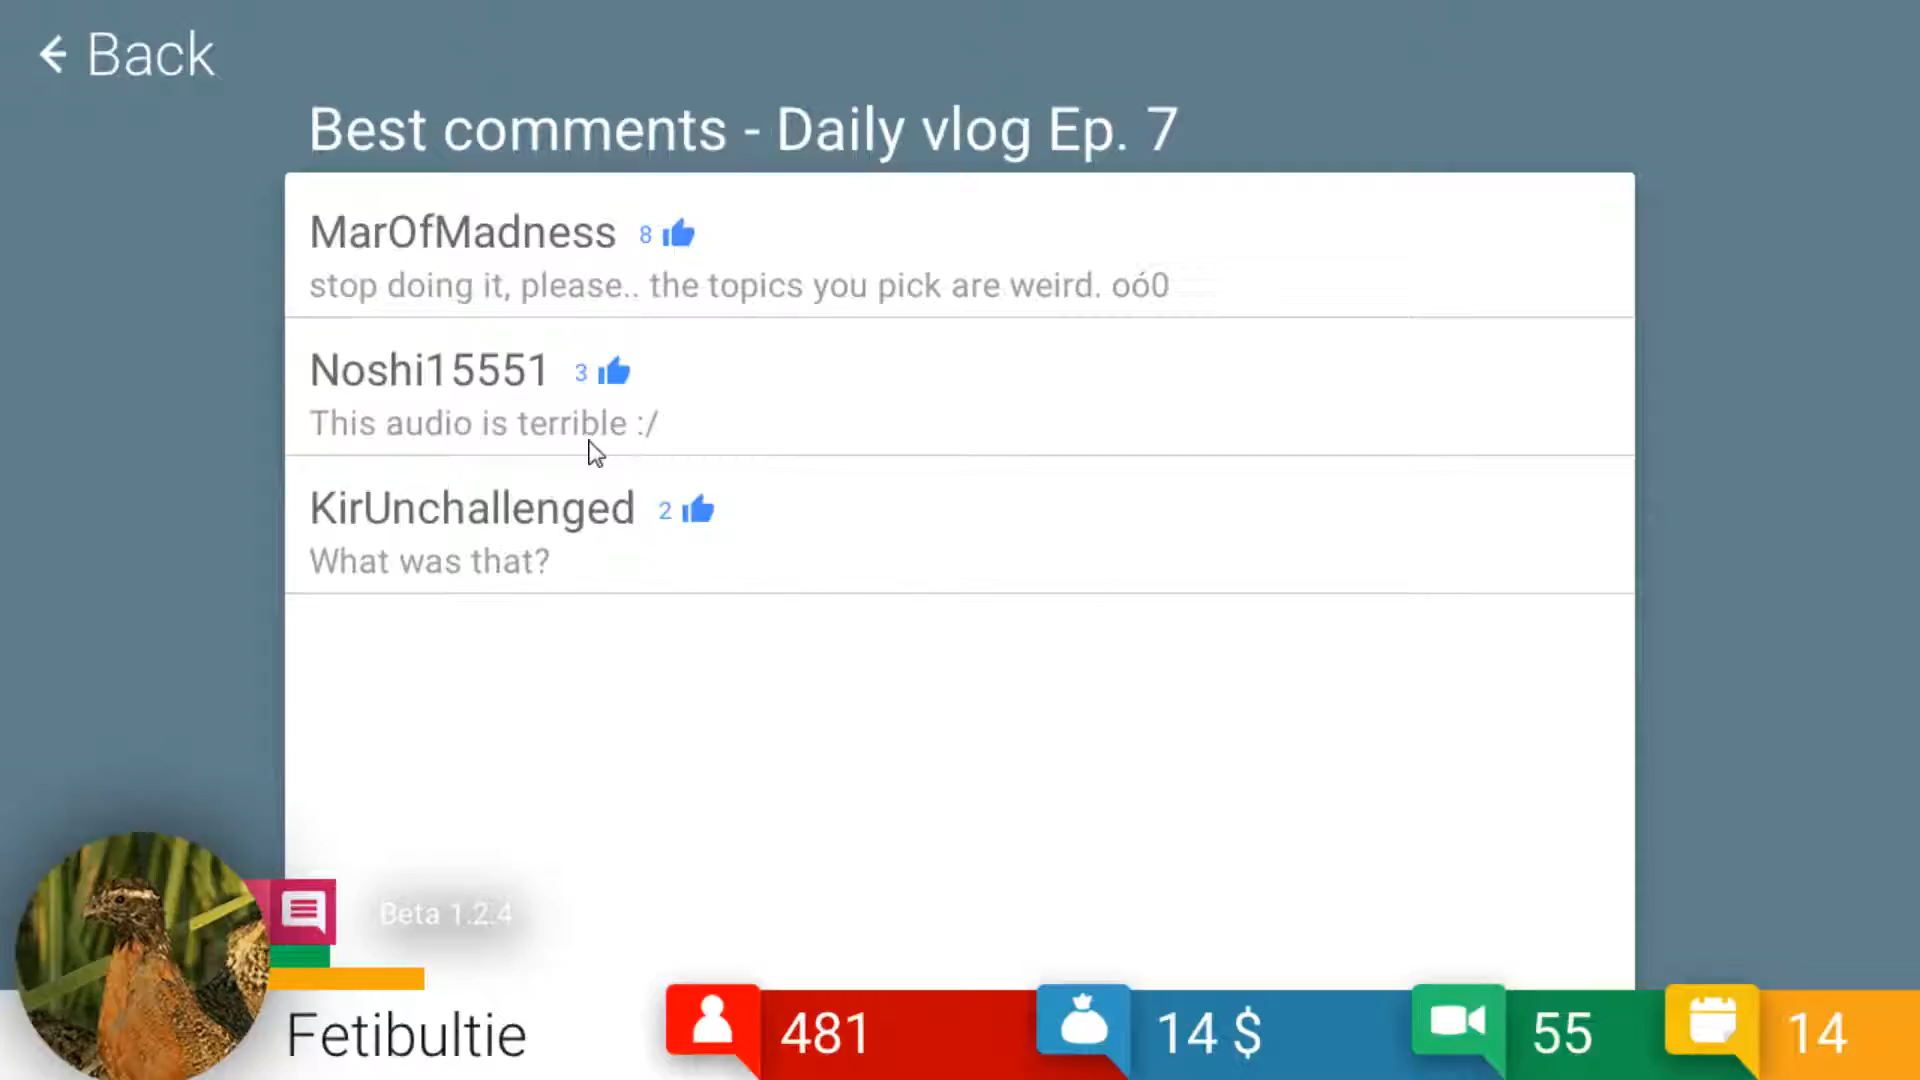 Back
Best comments - Daily vlog Ep. 7
MarOfMadness 8
stop doing it, please.. the topics you pick are weird. oó0
Noshi15551 3
This audio is terrible :/
KirUnchallenged 2
What was that?
Beta 1.2.4
Fetibultie 481 14 $ 55 14